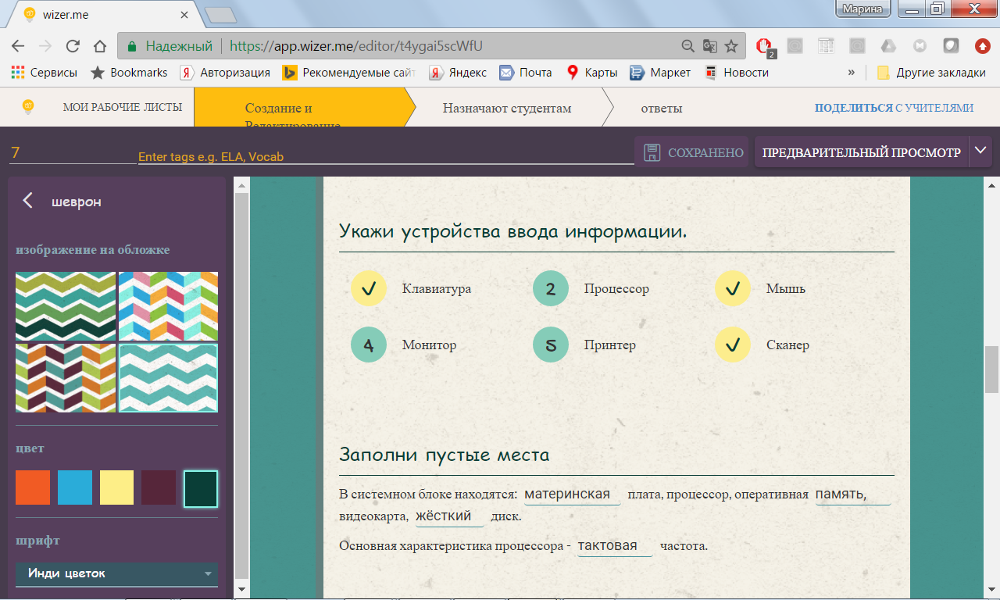 wizer.me
Марина
Надежный https://app.wizer.me/editor/t4ygai5scWfU
2
Сервисы Bookmarks Авторизация Рекомендуемые сайт Яндекс Почта Карты Маркет Новости » Другие закладки
МОИ РАБОЧИЕ ЛИСТЫ
Создание и
Редактирование
Назначают студентам
ответы
ПОДЕЛИТЬСЯ С УЧИТЕЛЯМИ
7
Enter tags e.g. ELA, Vocab
СОХРАНЕНО
ПРЕДВАРИТЕЛЬНЫЙ ПРОСМОТР
шеврон
изображение на обложке
цвет
шрифт
Инди цветок
Укажи устройства ввода информации.
Клавиатура 2 Процессор Мышь
4 Монитор 5 Принтер Сканер
Заполни пустые места
В системном блоке находятся: материнская плата, процессор, оперативная память,
видеокарта, жёсткий диск.
Основная характеристика процессора - тактовая частота.